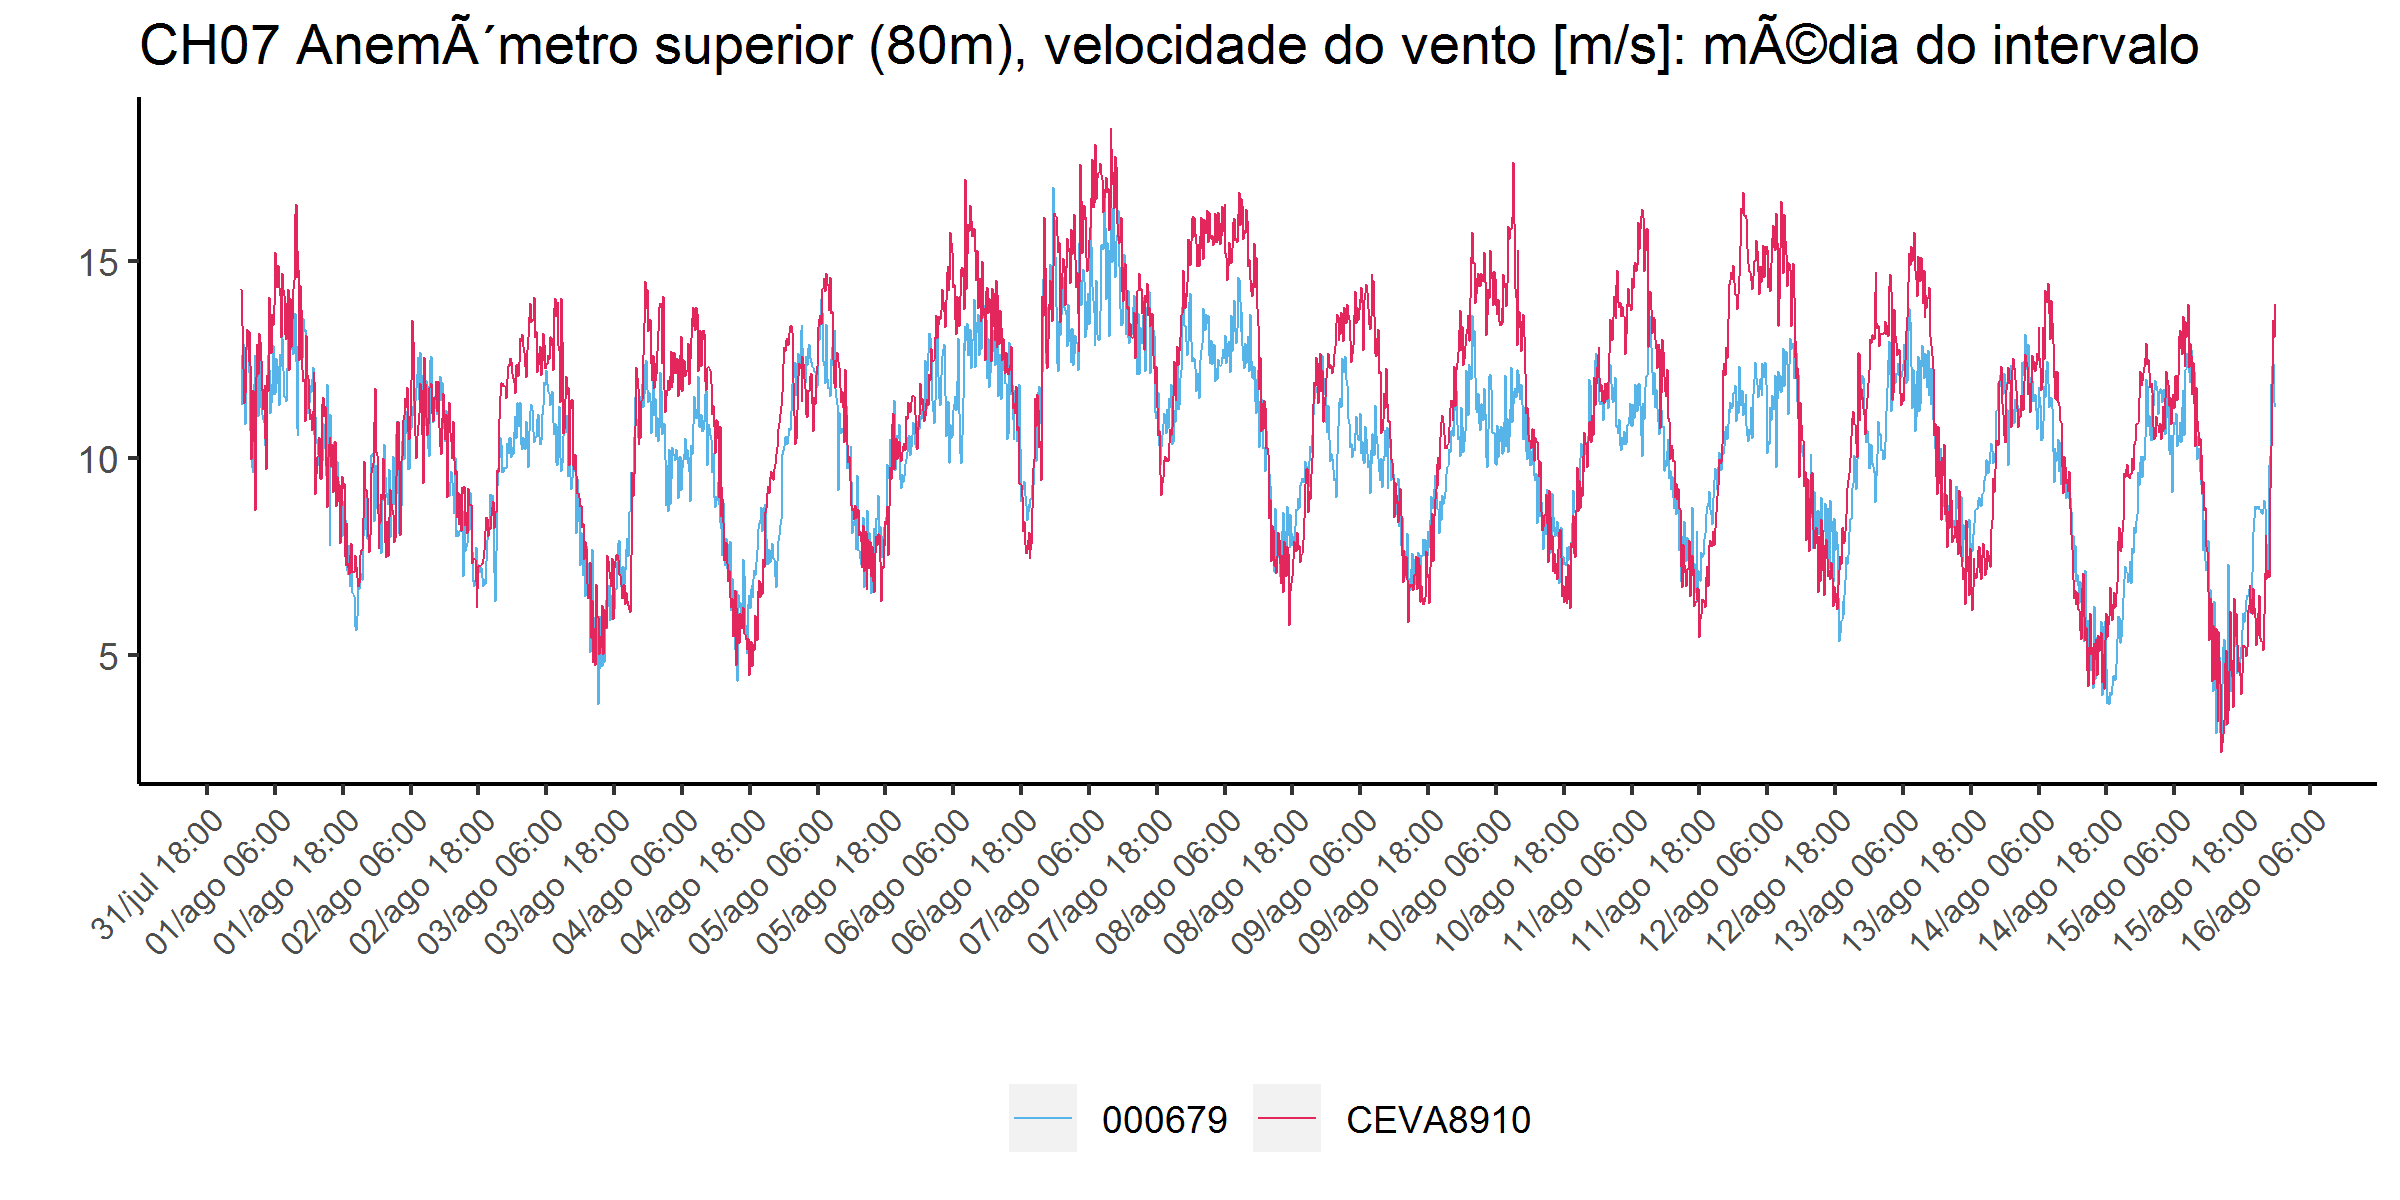 CH07 AnemÃ´metro superior (80m), velocidade do vento [m/s]: mÃ©dia do intervalo
15
10
5
31/jul 18:00
01/ago 06:00
01/ago 18:00
02/ago 06:00
02/ago 18:00
03/ago 06:00
03/ago 18:00
04/ago 06:00
04/ago 18:00
05/ago 06:00
05/ago 18:00
06/ago 06:00
06/ago 18:00
07/ago 06:00
07/ago 18:00
08/ago 06:00
08/ago 18:00
09/ago 06:00
09/ago 18:00
10/ago 06:00
10/ago 18:00
11/ago 06:00
11/ago 18:00
12/ago 06:00
12/ago 18:00
13/ago 06:00
13/ago 18:00
14/ago 06:00
14/ago 18:00
15/ago 06:00
15/ago 18:00
16/ago 06:00
000679
CEVA8910